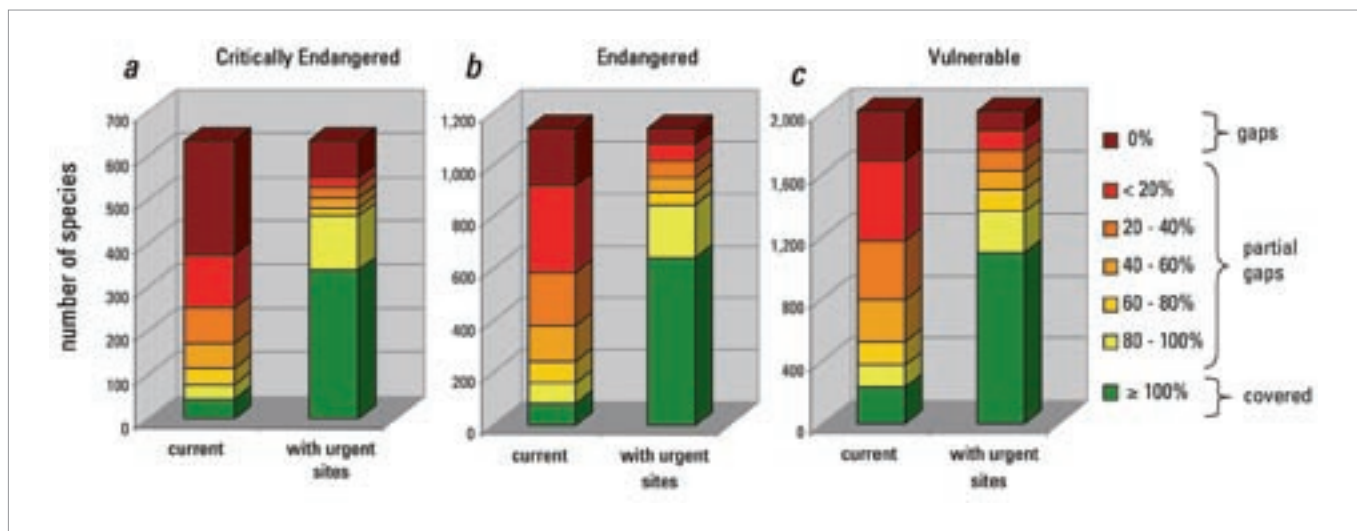 a Critically Endangered
number of species
700
600
500
400
300
200
100
0
current
with urgent
sites
b Endangered
1,200
1,000
800
600
400
200
0
current
with urgent
sites
c Vulnerable
2,000
1,600
1,200
800
400
0
current
with urgent
sites
0%
< 20%
20 - 40%
40 - 60%
60 - 80%
80 - 100%
≥ 100%
gaps
partial
gaps
covered